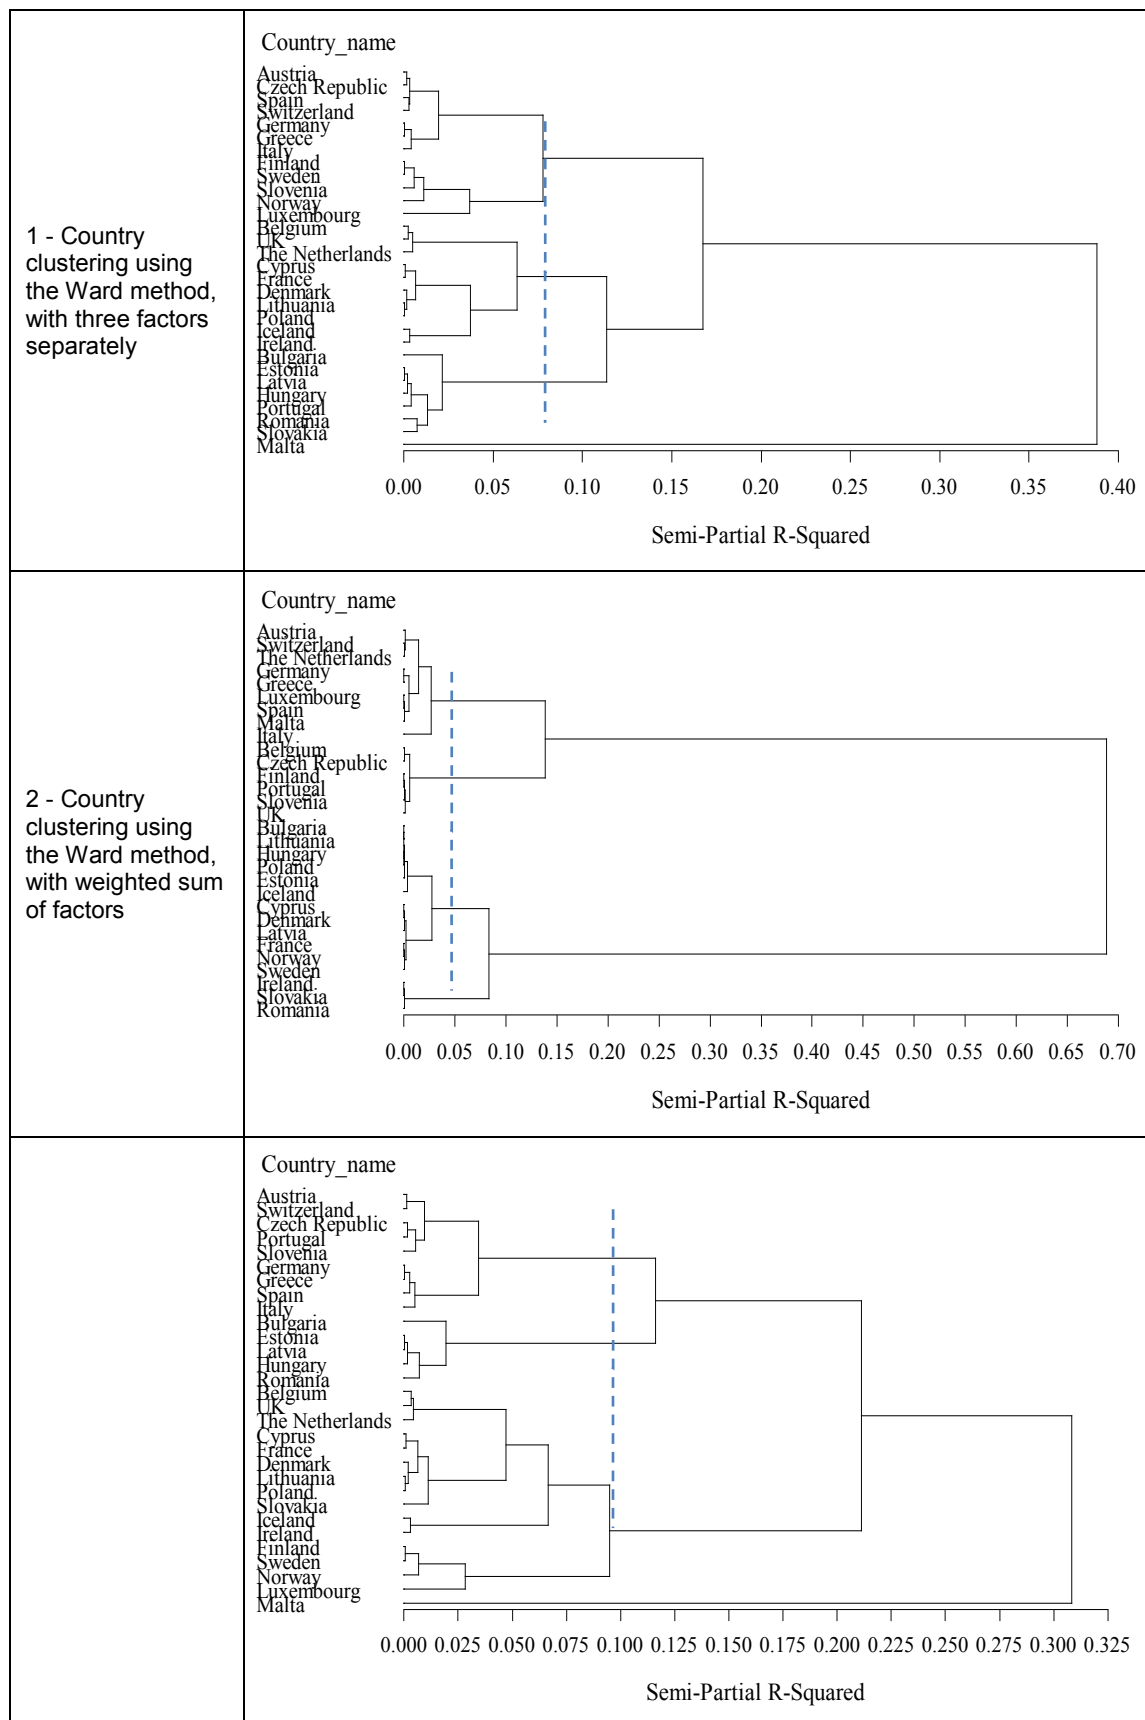 1 - Country
clustering using
the Ward method,
with three factors
separately
Country_name
Austria
Czech Republic
Spain
Switzerland
Germany
Greece
Italy
Finland
Sweden
Slovenia
Norway
Luxembourg
Belgium
UK
The Netherlands
Cyprus
France
Denmark
Lithuania
Poland
Iceland
Ireland
Bulgaria
Estonia
Latvia
Hungary
Portugal
Romania
Slovakia
Malta
0.00 0.05 0.10 0.15 0.20 0.25 0.30 0.35 0.40
Semi-Partial R-Squared
2 - Country
clustering using
the Ward method,
with weighted sum
of factors
Country_name
Austria
Switzerland
The Netherlands
Germany
Greece
Luxembourg
Spain
Malta
Italy
Belgium
Czech Republic
Finland
Portugal
Slovenia
UK
Bulgaria
Lithuania
Hungary
Poland
Estonia
Iceland
Cyprus
Denmark
Latvia
France
Norway
Sweden
Ireland
Slovakia
Romania
0.00 0.05 0.10 0.15 0.20 0.25 0.30 0.35 0.40 0.45 0.50 0.55 0.60 0.65 0.70
Semi-Partial R-Squared
Country_name
Austria
Switzerland
Czech Republic
Portugal
Slovenia
Germany
Greece
Spain
Italy
Bulgaria
Estonia
Latvia
Hungary
Romania
Belgium
UK
The Netherlands
Cyprus
France
Denmark
Lithuania
Poland
Slovakia
Iceland
Ireland
Finland
Sweden
Norway
Luxembourg
Malta
0.000 0.025 0.050 0.075 0.100 0.125 0.150 0.175 0.200 0.225 0.250 0.275 0.300 0.325
Semi-Partial R-Squared